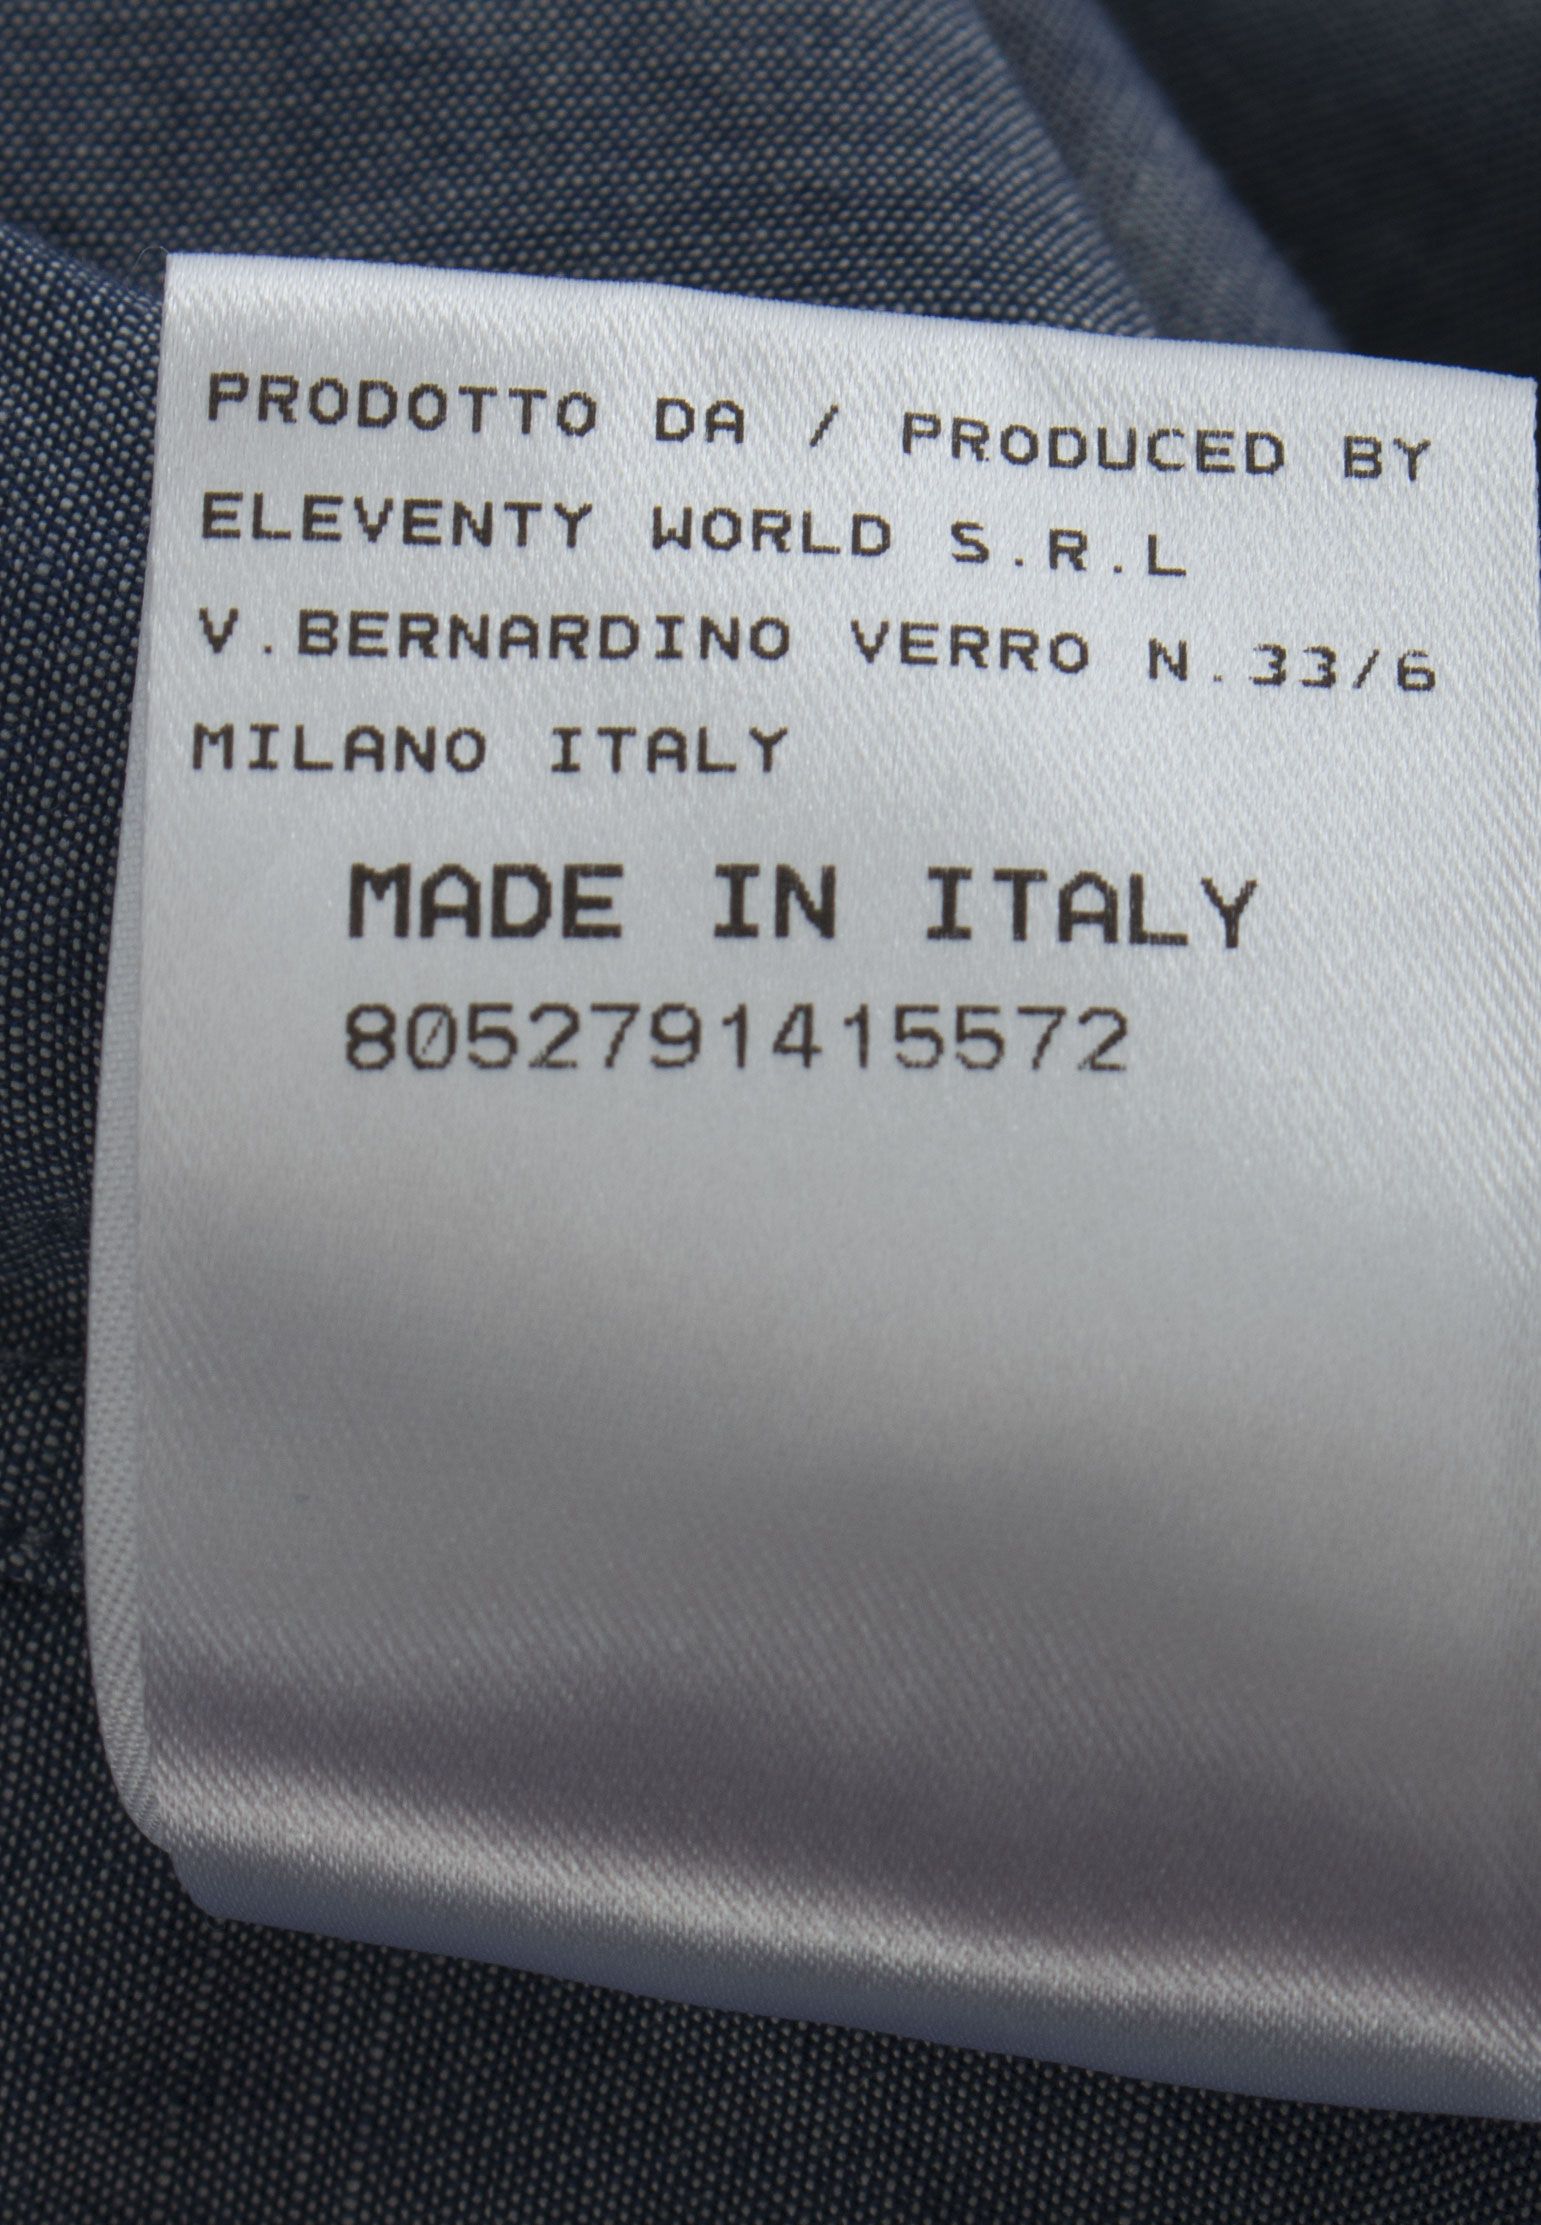 PRODOTTO DA / PRODUCED BY
ELEVENTY WORLD S.R.L
V.BERNARDINO VERRO N.33/6
MILANO ITALY
MADE IN ITALY
8052791415572